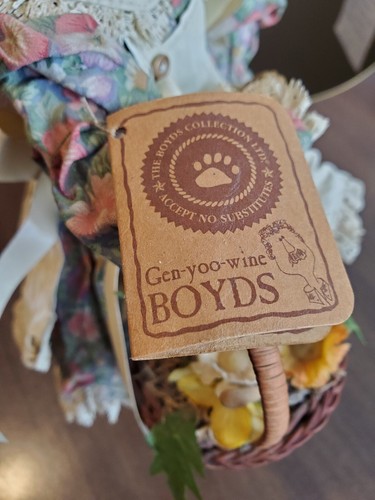 THE BOYDS COLLECTION LTD.
ACCEPT NO SUBSTITUTES
Gen-yoo-wine
BOYDS